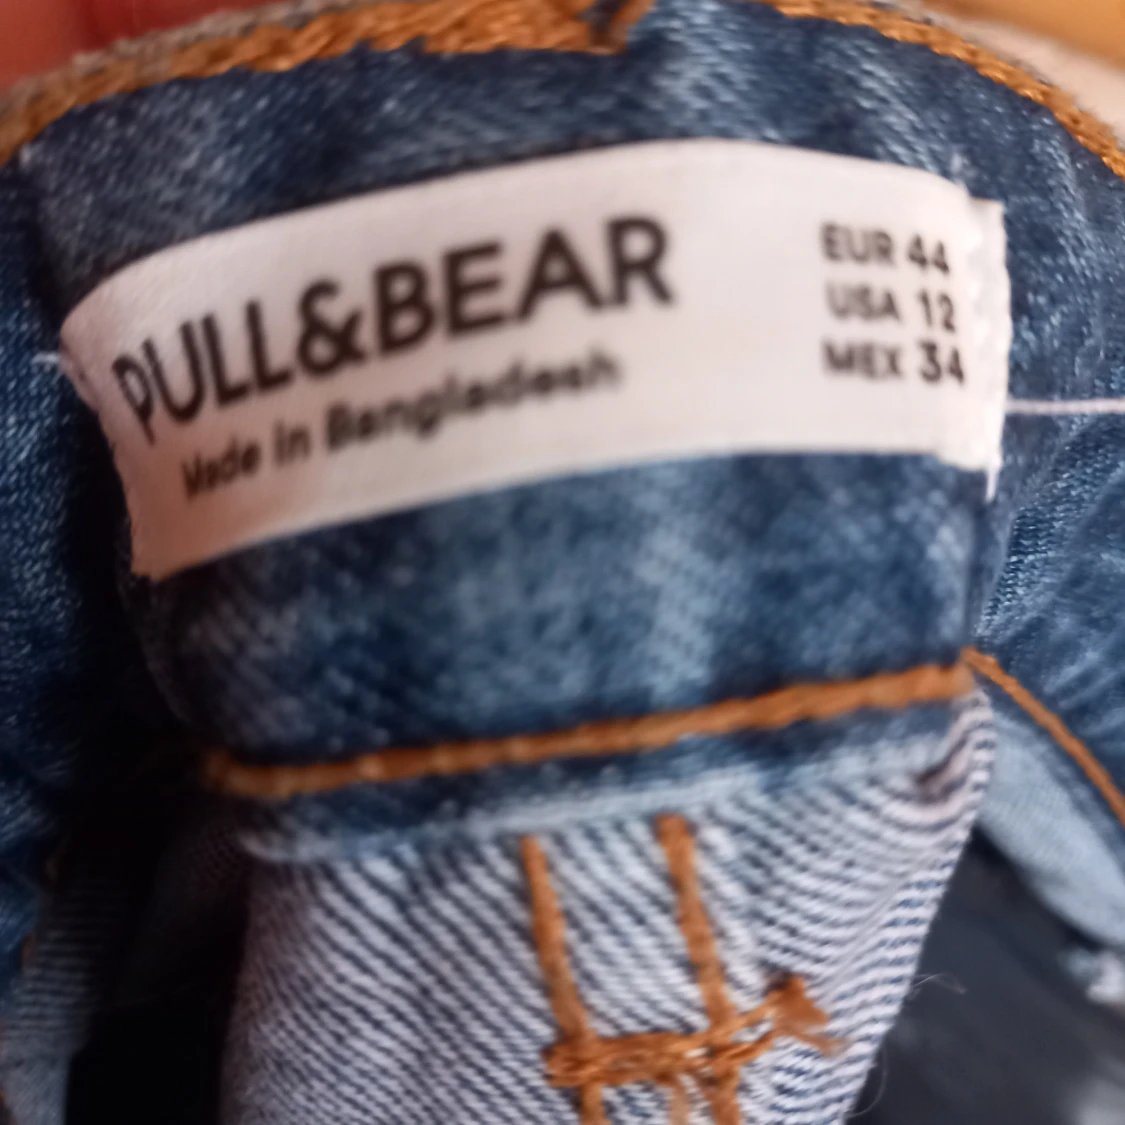 PULL&BEAR
Made in Bangladesh
EUR 44
USA 12
MEX 34